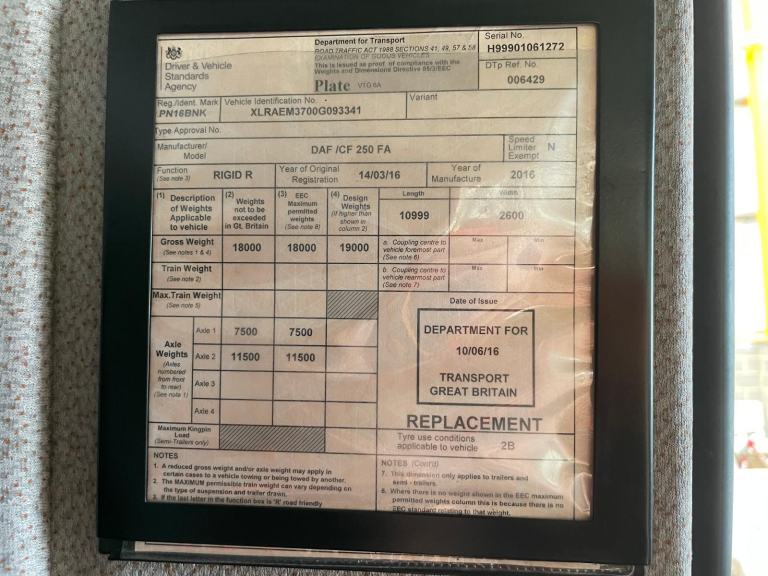 Driver & Vehicle
Standards
Agency
Department for Transport
ROAD TRAFFIC ACT 1988 SECTIONS 41, 49, 57 & 58
EXAMINATION OF GOODS VEHICLES
This is issued as proof of compliance with the
Weights and Dimensions Directive
Plate VTG 6A
Serial No.
H99901061272
DTp Ref. No.
006429
Reg./Ident. Mark
PN16BNK
Vehicle Identification No.
XLRAEM3700G093341
Variant
Type Approval No.
Manufacturer/
Model
DAF /CF 250 FA
Speed
Limiter
Exempt
N
Function
(See note 3)
RIGID R
Year of Original
Registration
14/03/16
Year of
Manufacture
2016
(1) Description
of Weights
Applicable
to vehicle
(2) Weights
not to be
exceeded
in Gt. Britain
(3) EEC
Maximum
permitted
weights
(See note 8)
(4) Design
Weights
(if higher than
shown in
column 2)
Length
10999
Width
2600
Gross Weight
(See notes 1 & 4)
18000
18000
19000
a. Coupling centre to
vehicle foremost part
(See note 6)
Max
Min
Train Weight
(See note 2)
b. Coupling centre to
vehicle rearmost part
(See note 7)
Max
Min
Max.Train Weight
(See note 5)
Axle
Weights
(Axles
numbered
from front
to rear)
(See note 1)
Axle 1
7500
7500
Axle 2
11500
11500
Axle 3
Axle 4
Maximum Kingpin
Load
(Semi-Trailers only)
Date of Issue
DEPARTMENT FOR
10/06/16
TRANSPORT
GREAT BRITAIN
REPLACEMENT
Tyre use conditions
applicable to vehicle
2B
NOTES
1. A reduced gross weight and/or axle weight may apply in
certain cases to a vehicle towing or being towed by another.
2. The MAXIMUM permissible train weight can vary depending on
the type of suspension and trailer drawn.
3. If the last letter in the function box is 'R' road friendly
NOTES (Cont'd)
7. This dimension only applies to trailers and
semi - trailers.
8. Where there is no weight shown in the EEC maximum
permitted weights column this is because there is no
EEC standard relating to that weight.